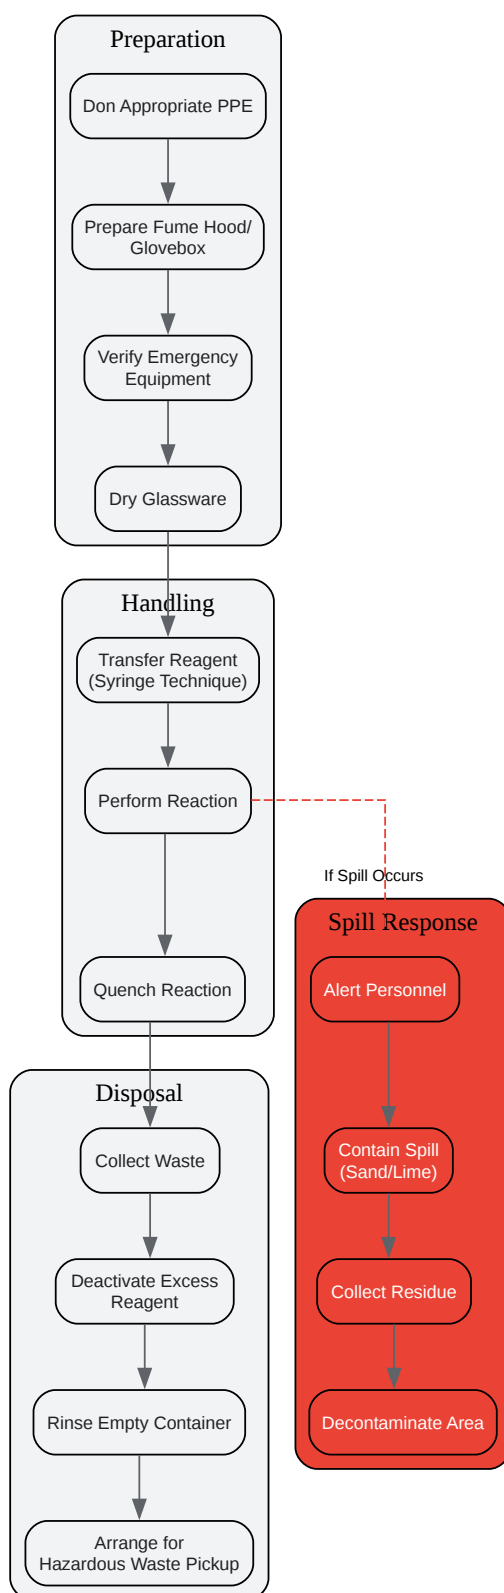 Preparation
Don Appropriate PPE
Prepare Fume Hood/
Glovebox
Verify Emergency
Equipment
Dry Glassware
Handling
Transfer Reagent
(Syringe Technique)
Perform Reaction
Quench Reaction
If Spill Occurs
Spill Response
Alert Personnel
Contain Spill
(Sand/Lime)
Collect Residue
Decontaminate Area
Disposal
Collect Waste
Deactivate Excess
Reagent
Rinse Empty Container
Arrange for
Hazardous Waste Pickup